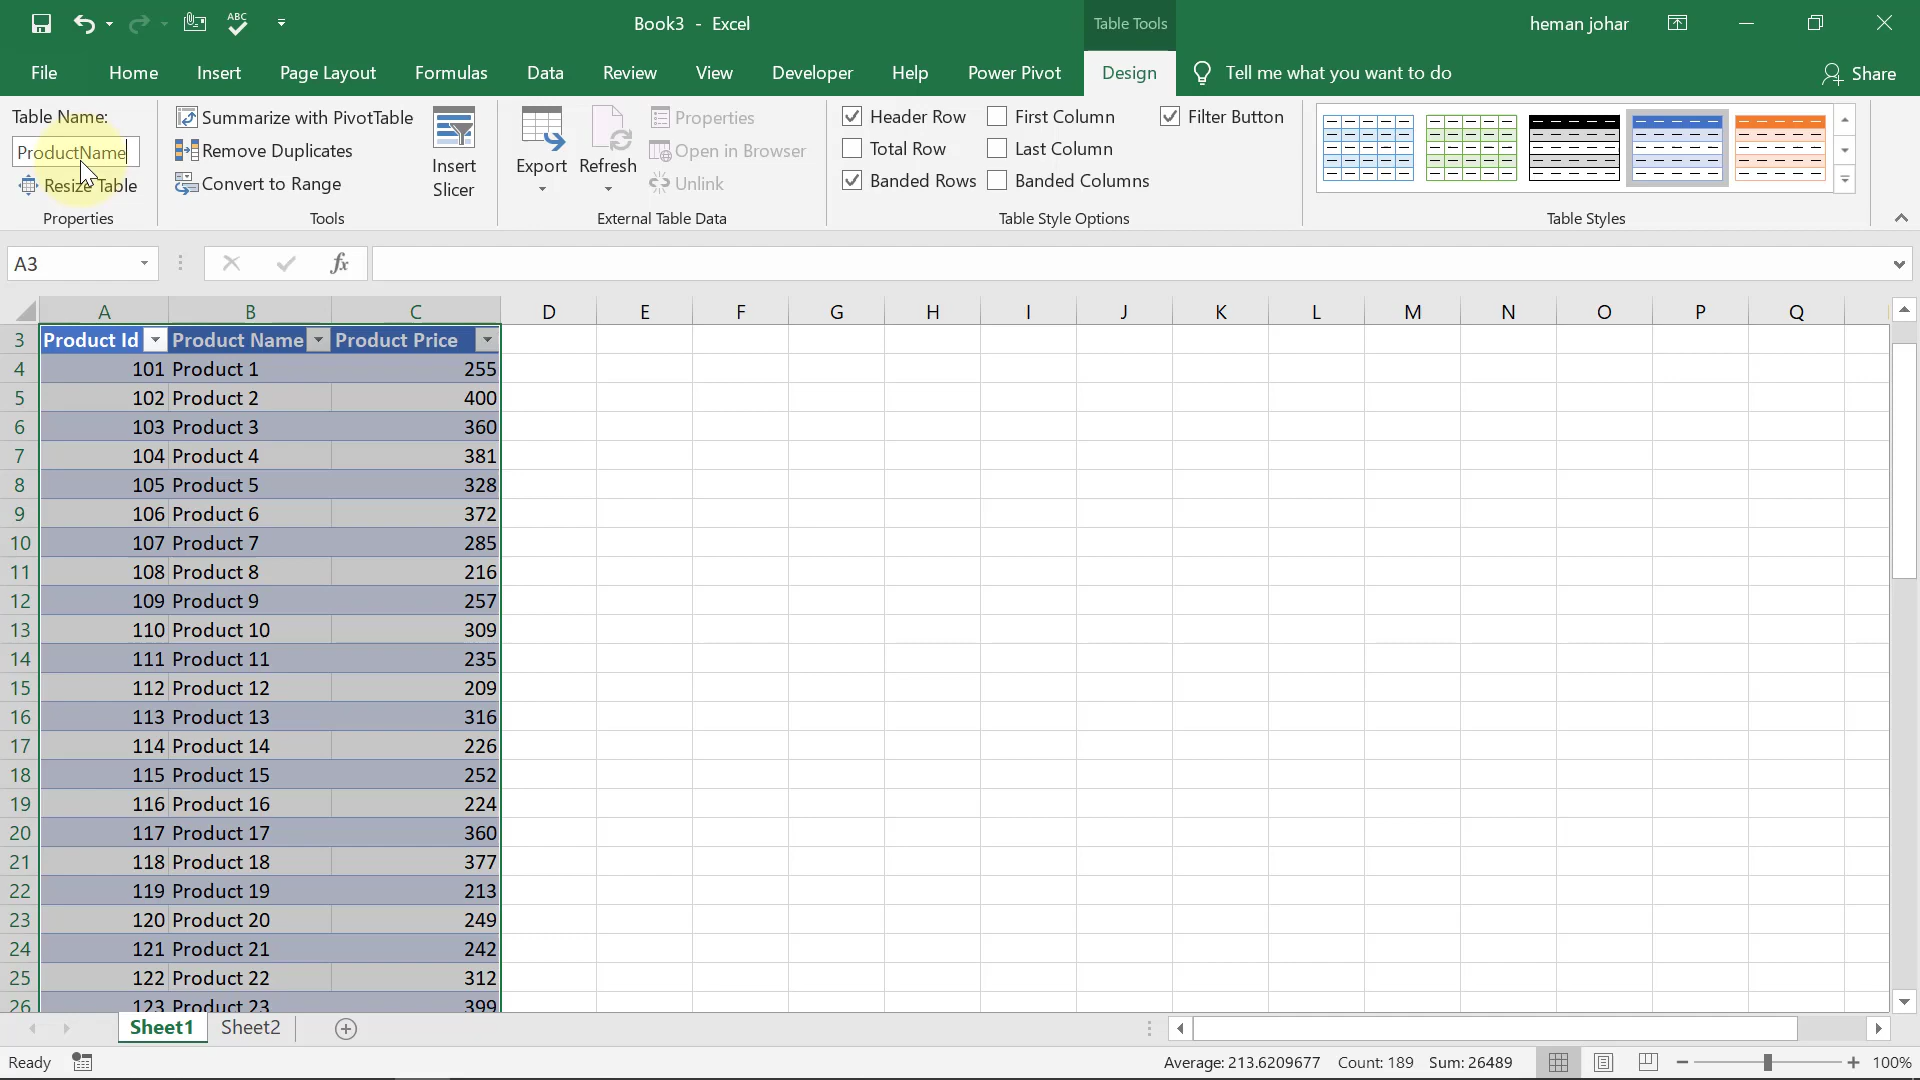 Book3 - Excel
Table Tools
heman johar
File Home Insert Page Layout Formulas Data Review View Developer Help Power Pivot Design Tell me what you want to do Share
Table Name:
ProductName
Resize Table
Properties
Summarize with PivotTable
Remove Duplicates
Convert to Range
Tools
Insert
Slicer
Export
Refresh
Properties
Open in Browser
Unlink
External Table Data
Header Row First Column Filter Button
Total Row Last Column
Banded Rows Banded Columns
Table Style Options
Table Styles
A3
fx
A B C D E F G H I J K L M N O P Q
3 Product Id Product Name Product Price
4 101 Product 1 255
5 102 Product 2 400
6 103 Product 3 360
7 104 Product 4 381
8 105 Product 5 328
9 106 Product 6 372
10 107 Product 7 285
11 108 Product 8 216
12 109 Product 9 257
13 110 Product 10 309
14 111 Product 11 235
15 112 Product 12 209
16 113 Product 13 316
17 114 Product 14 226
18 115 Product 15 252
19 116 Product 16 224
20 117 Product 17 360
21 118 Product 18 377
22 119 Product 19 213
23 120 Product 20 249
24 121 Product 21 242
25 122 Product 22 312
26 123 Product 23 399
Sheet1 Sheet2
Ready
Average: 213.6209677 Count: 189 Sum: 26489
100%
ABC